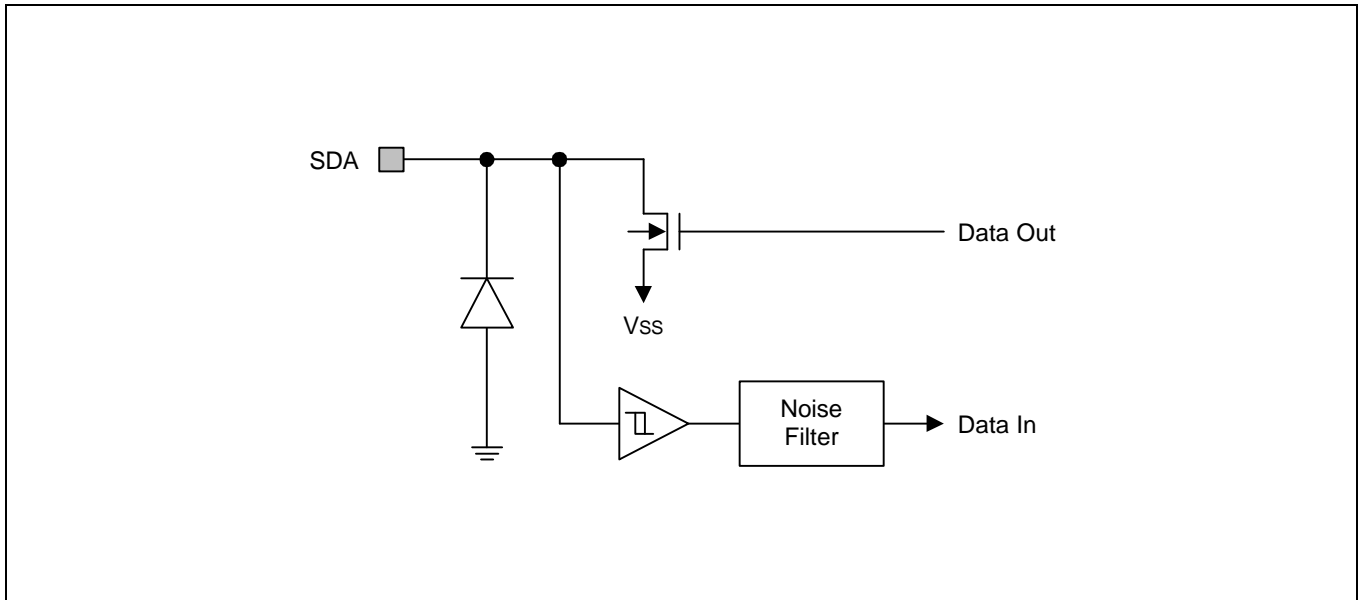 SDA
Data Out
VSS
Noise
Filter
Data In